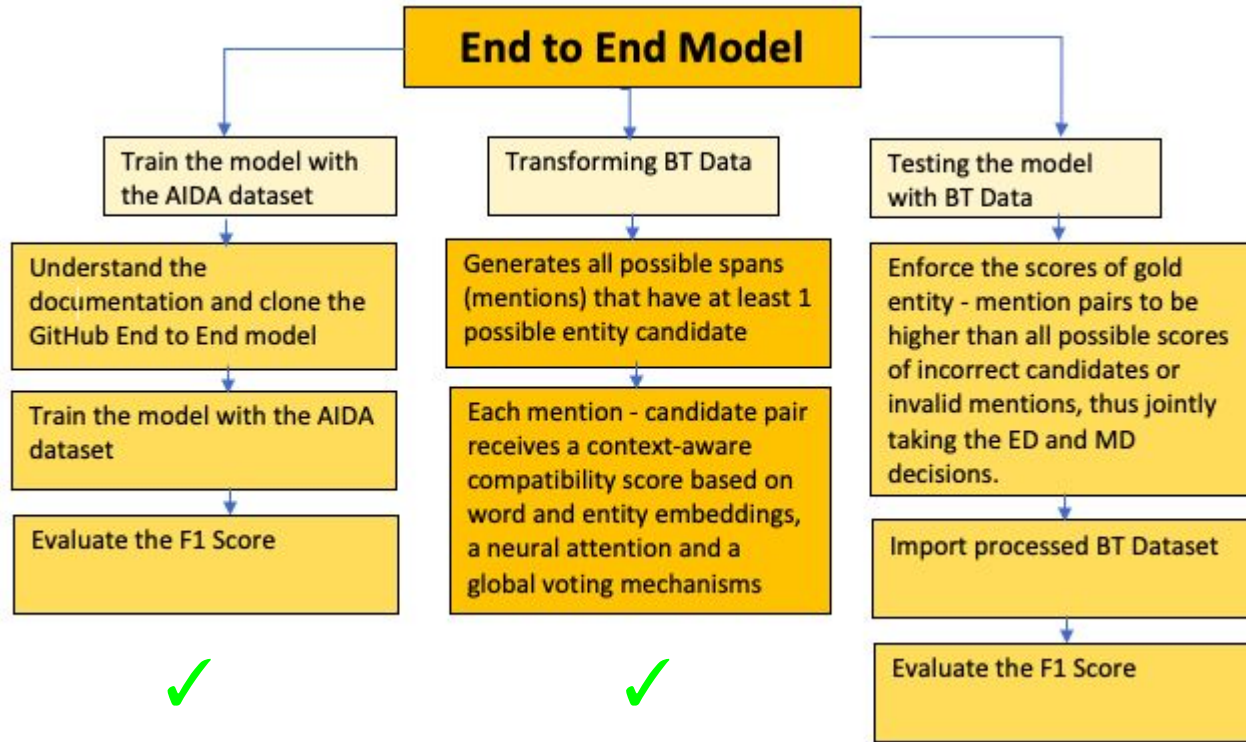 End to End Model
Train the model with
the AIDA dataset
Understand the
documentation and clone the
GitHub End to End model
Train the model with the AIDA
dataset
Evaluate the F1 Score
Transforming BT Data
Generates all possible spans
(mentions) that have at least 1
possible entity candidate
Each mention - candidate pair
receives a context-aware
compatibility score based on
word and entity embeddings,
a neural attention and a
global voting mechanisms
Testing the model
with BT Data
Enforce the scores of gold
entity - mention pairs to be
higher than all possible scores
of incorrect candidates or
invalid mentions, thus jointly
taking the ED and MD
decisions.
Import processed BT Dataset
Evaluate the F1 Score